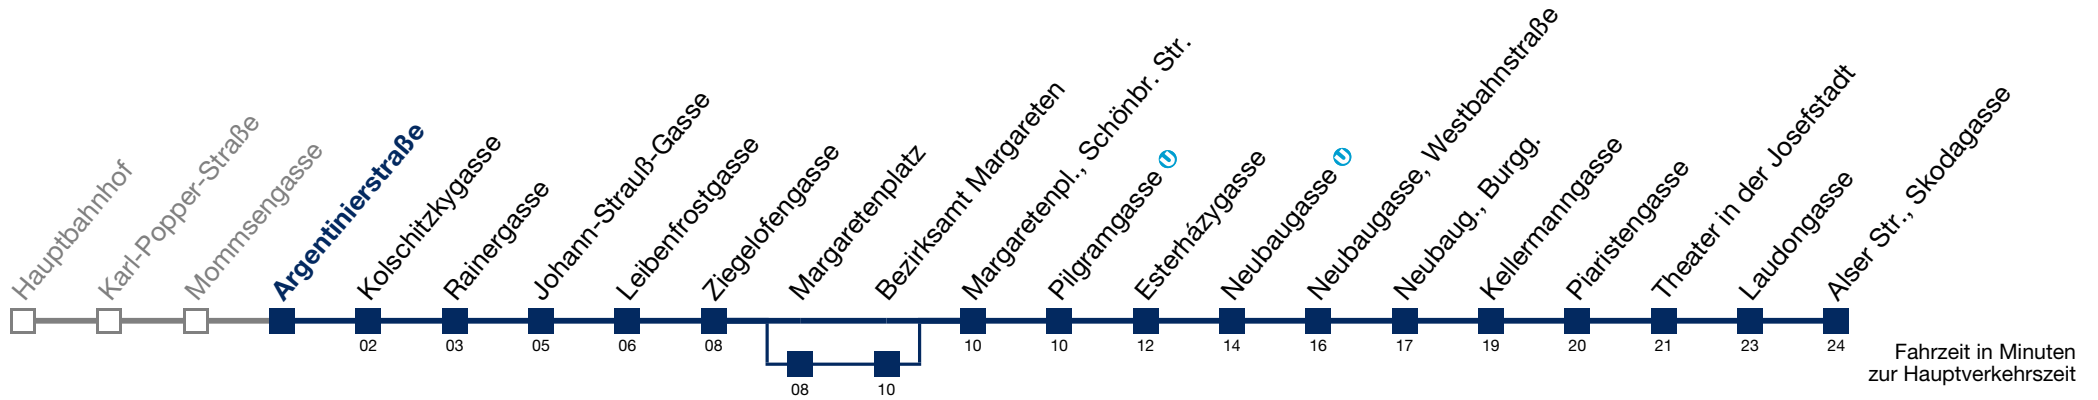 Hauptbahnhof
Karl-Popper-Straße
Mommsengasse
Argentinierstraße
Kolschitzkygasse
Rainergasse
Johann-Strauß-Gasse
Leibenfrostgasse
Ziegelofengasse
Margaretenplatz
Bezirksamt Margareten
Margaretenpl., Schönbr. Str.
Pilgramgasse U
Esterházygasse
Neubaugasse U
Neubaugasse, Westbahnstraße
Neubaug., Burgg.
Kellermanngasse
Piaristengasse
Theater in der Josefstadt
Laudongasse
Alser Str., Skodagasse
02 03 05 06 08 10 10 12 14 16 17 19 20 21 23 24
08 10
Fahrzeit in Minuten
zur Hauptverkehrszeit